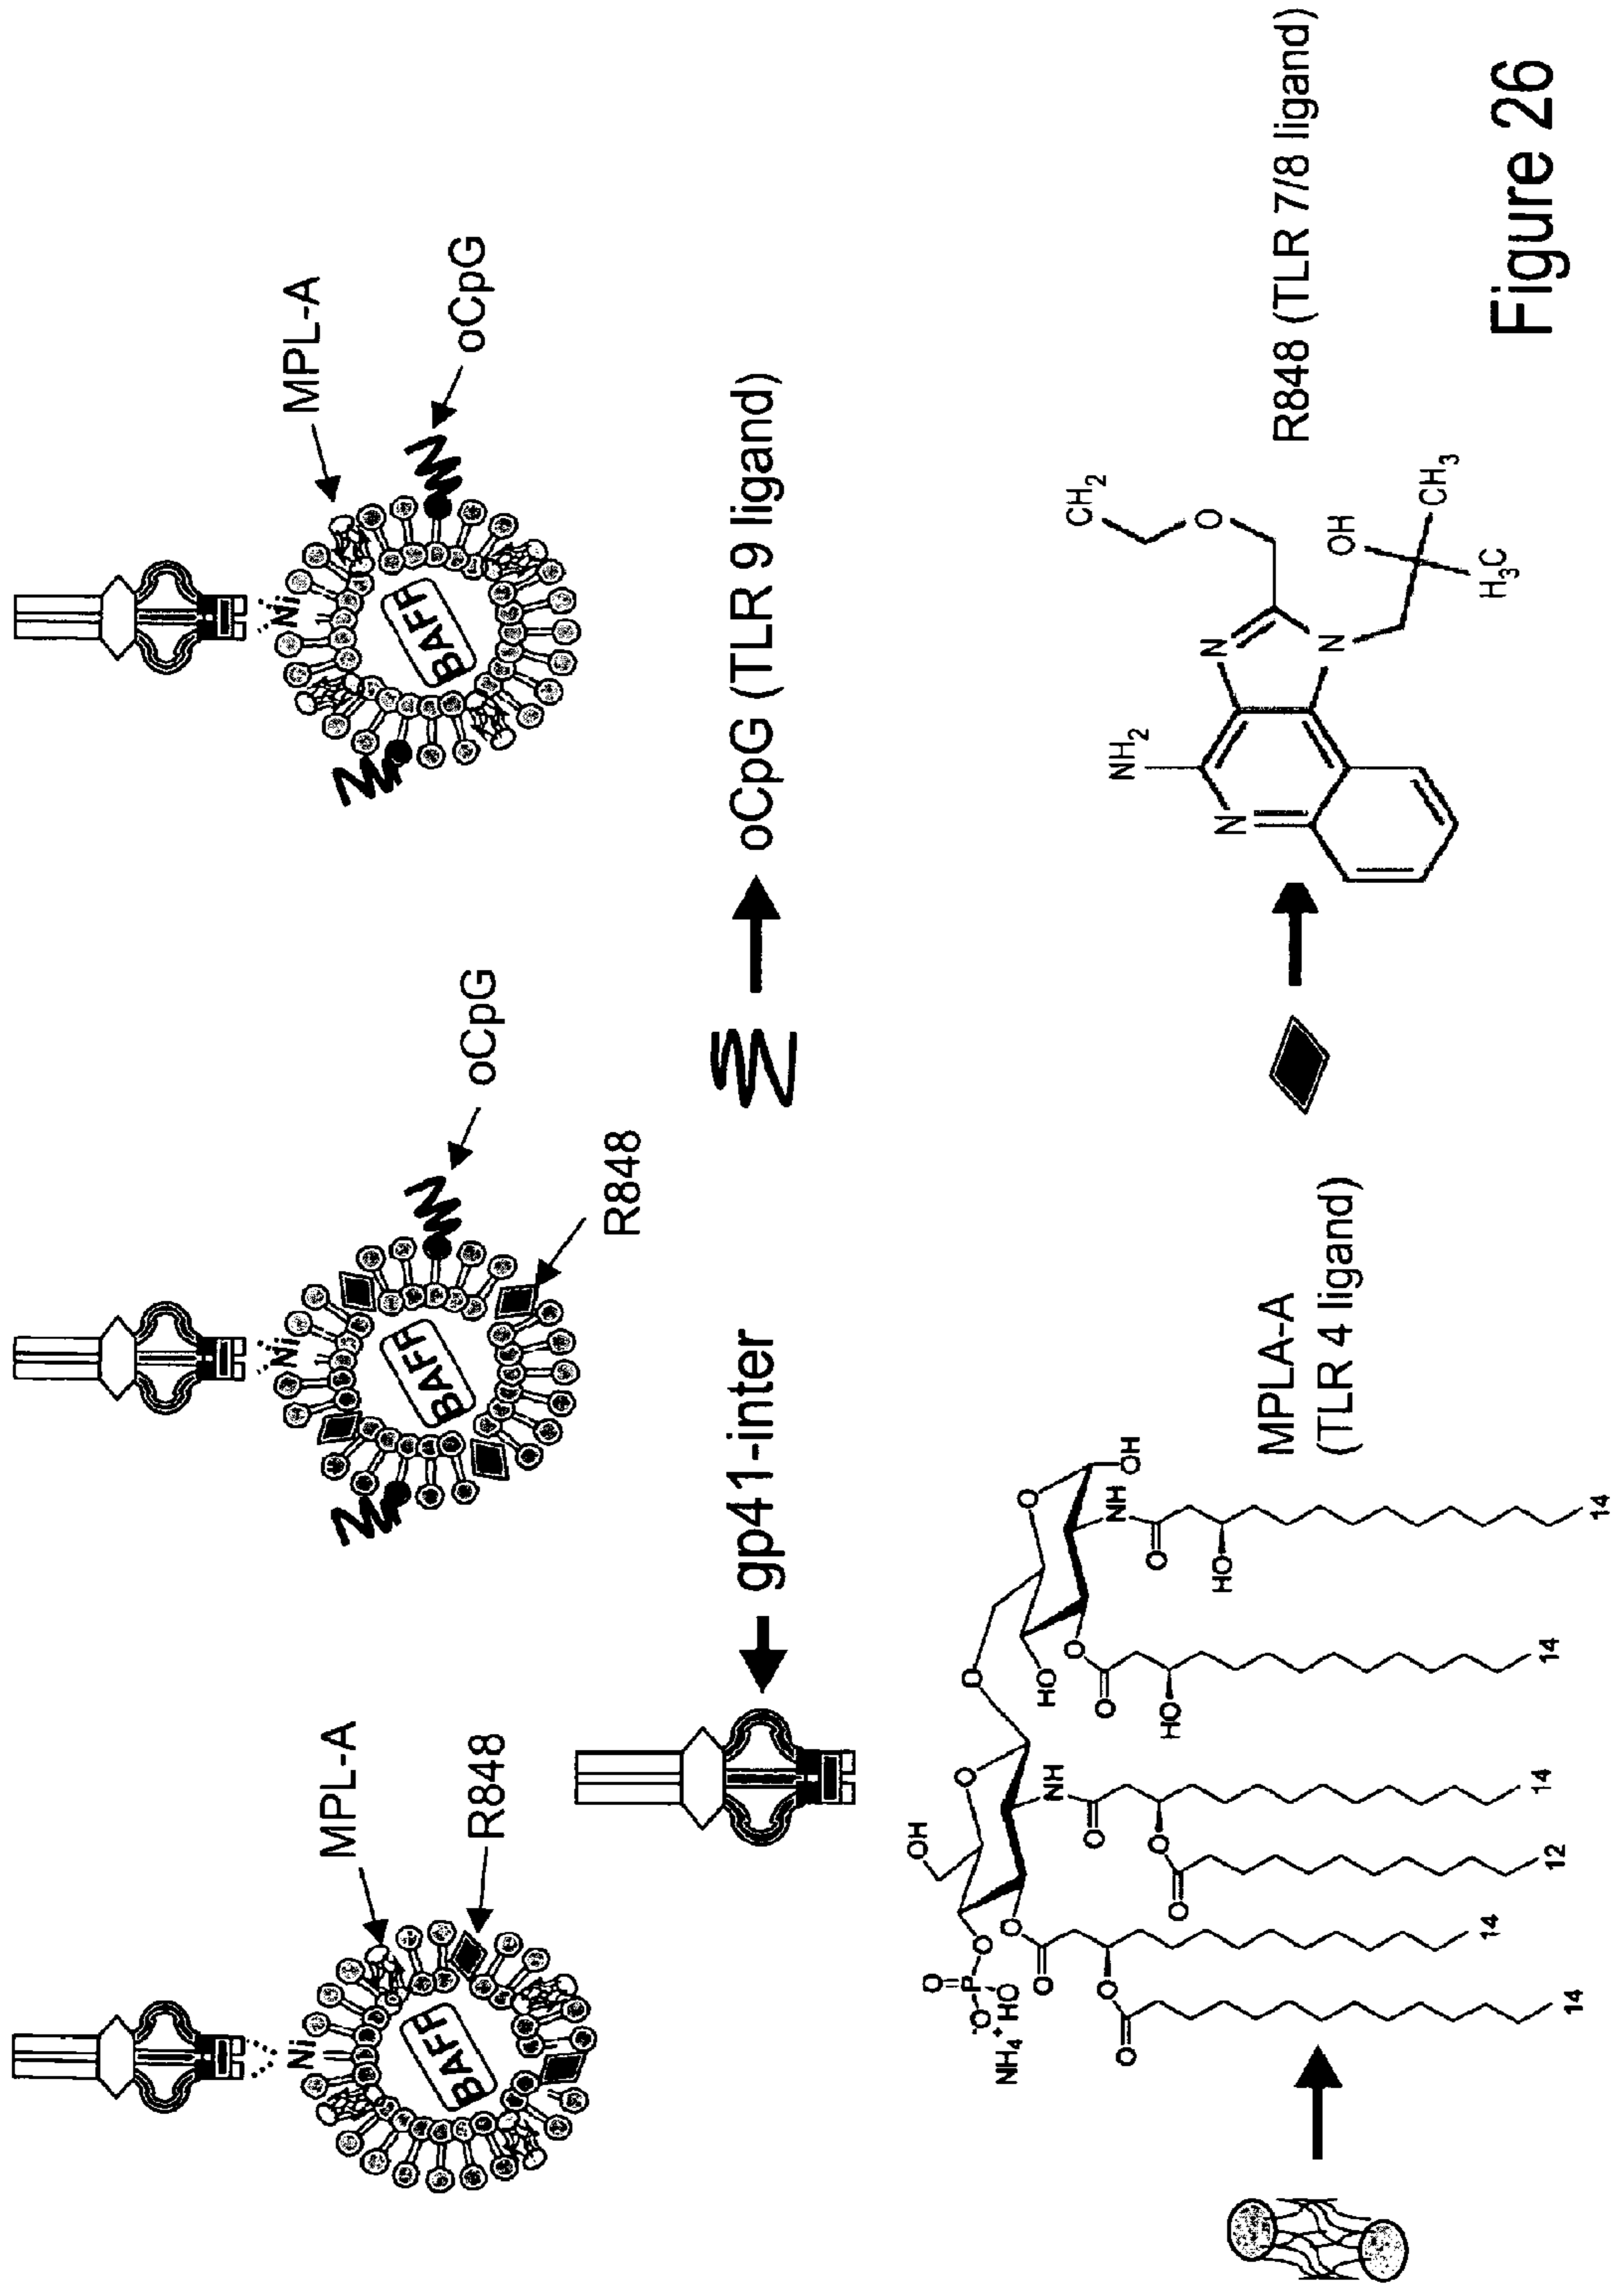 MPL-A
R848
Ni
BAFF
oCpG
R848
Ni
BAFF
MPL-A
oCpG
Ni
BAFF
gp41-inter
oCpG (TLR 9 ligand)
OH
O
O
P
O
O-
HO
NH4+
O
O
O
HO
O
O
NH
NH
OH
O
O
O
O
O
O
O
O
HO
HO
14
14
12
14
14
14
MPLA-A
(TLR 4 ligand)
NH2
N
N
N
O
CH2
OH
CH3
H3C
R848 (TLR 7/8 ligand)
Figure 26